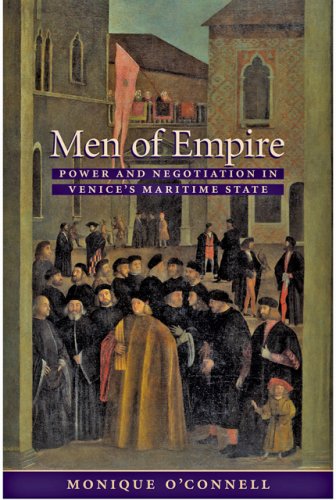 Men of Empire
POWER AND NEGOTIATION IN
VENICE'S MARITIME STATE
MONIQUE O'CONNELL